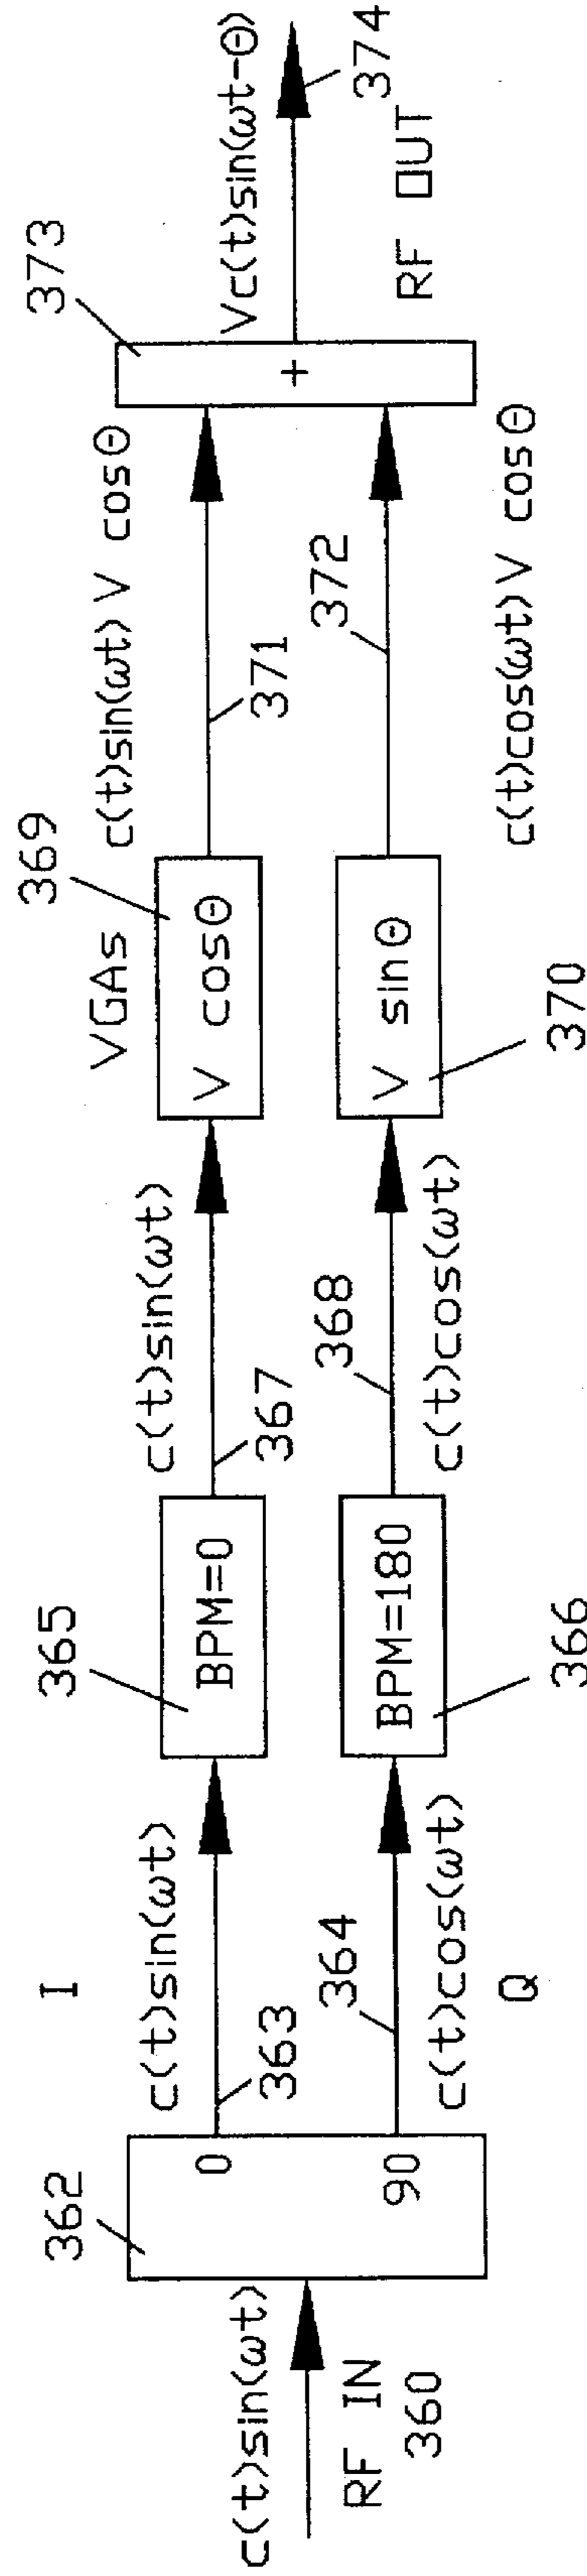 c(t)sin(ωt)
RF IN
360
362
0
90
I
c(t)sin(ωt)
363
364
c(t)cos(ωt)
Q
365
BPM=0
BPM=180
366
c(t)sin(ωt)
367
368
c(t)cos(ωt)
VGAs
369
V cosΘ
V sinΘ
370
c(t)sin(ωt) V cosΘ
371
372
c(t)cos(ωt) V cosΘ
373
+
Vc(t)sin(ωt-Θ)
374
RF OUT